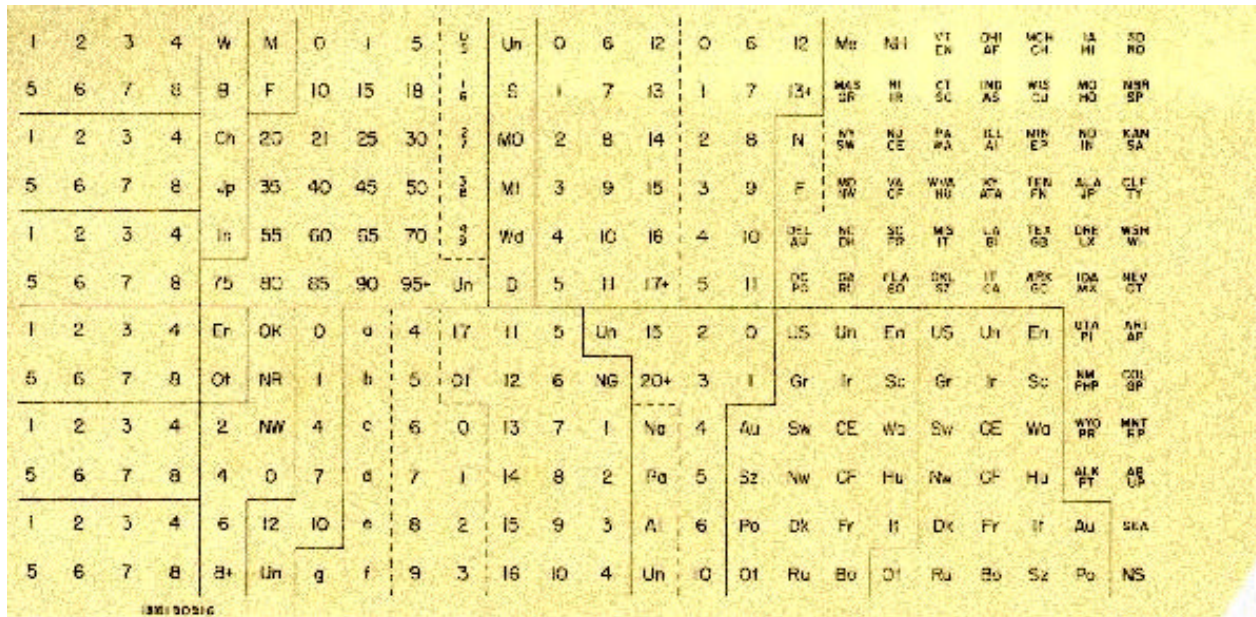 1 2 3 4 W M 0 1 5 Un 0 6 12 0 6 12 NH VT EN OHI AF MCH CH IA HI SD NO
5 6 7 8 B F 10 15 18 S 1 7 13 1 7 13+ MAS GR RI IR CT SC IND AS WIS CU MO HO NBR SP
1 2 3 4 Ch 20 21 25 30 MO 2 8 14 2 8 N NY SW NJ CE PA WA ILL AI MIN EP NO IN KAN SA
5 6 7 8 Jp 35 40 45 50 MI 3 9 15 3 9 F MD NW VA CF WVA HU KY ATA TEN FN ALA JP CLF TY
1 2 3 4 In 55 60 65 70 Wd 4 10 16 4 10 DEL AU NC DK SC FR MS IT LA BI TEX GB ORE LX WSH WI
5 6 7 8 75 80 85 90 95+ Un D 5 11 17+ 5 11 DC PO GA RU FLA BO OKL SZ IT CA ARK GC IDA MX NEV CT
1 2 3 4 En OK 0 a 4 17 11 5 Un 15 2 0 US Un En US Un En UTA PI ARI AP
5 6 7 8 Ot NR 1 b 5 01 12 6 NG 20+ 3 1 Gr Ir Sc Gr Ir Sc NM PHP COL GP
1 2 3 4 2 NW 4 c 6 0 13 7 1 Na 4 Au Sw CE Wa Sw CE Wa WYO PR MNT RP
5 6 7 8 4 0 7 d 7 1 14 8 2 Pa 5 Sz Nw CF Hu Nw CF Hu ALK PT AB UP
1 2 3 4 6 12 10 e 8 2 15 9 3 Al 6 Po Dk Fr It Dk Fr It Au SEA
5 6 7 8 8+ Un g f 9 3 16 10 4 Un 10 Ot Ru Bo Ot Ru Bo Sz Po NS